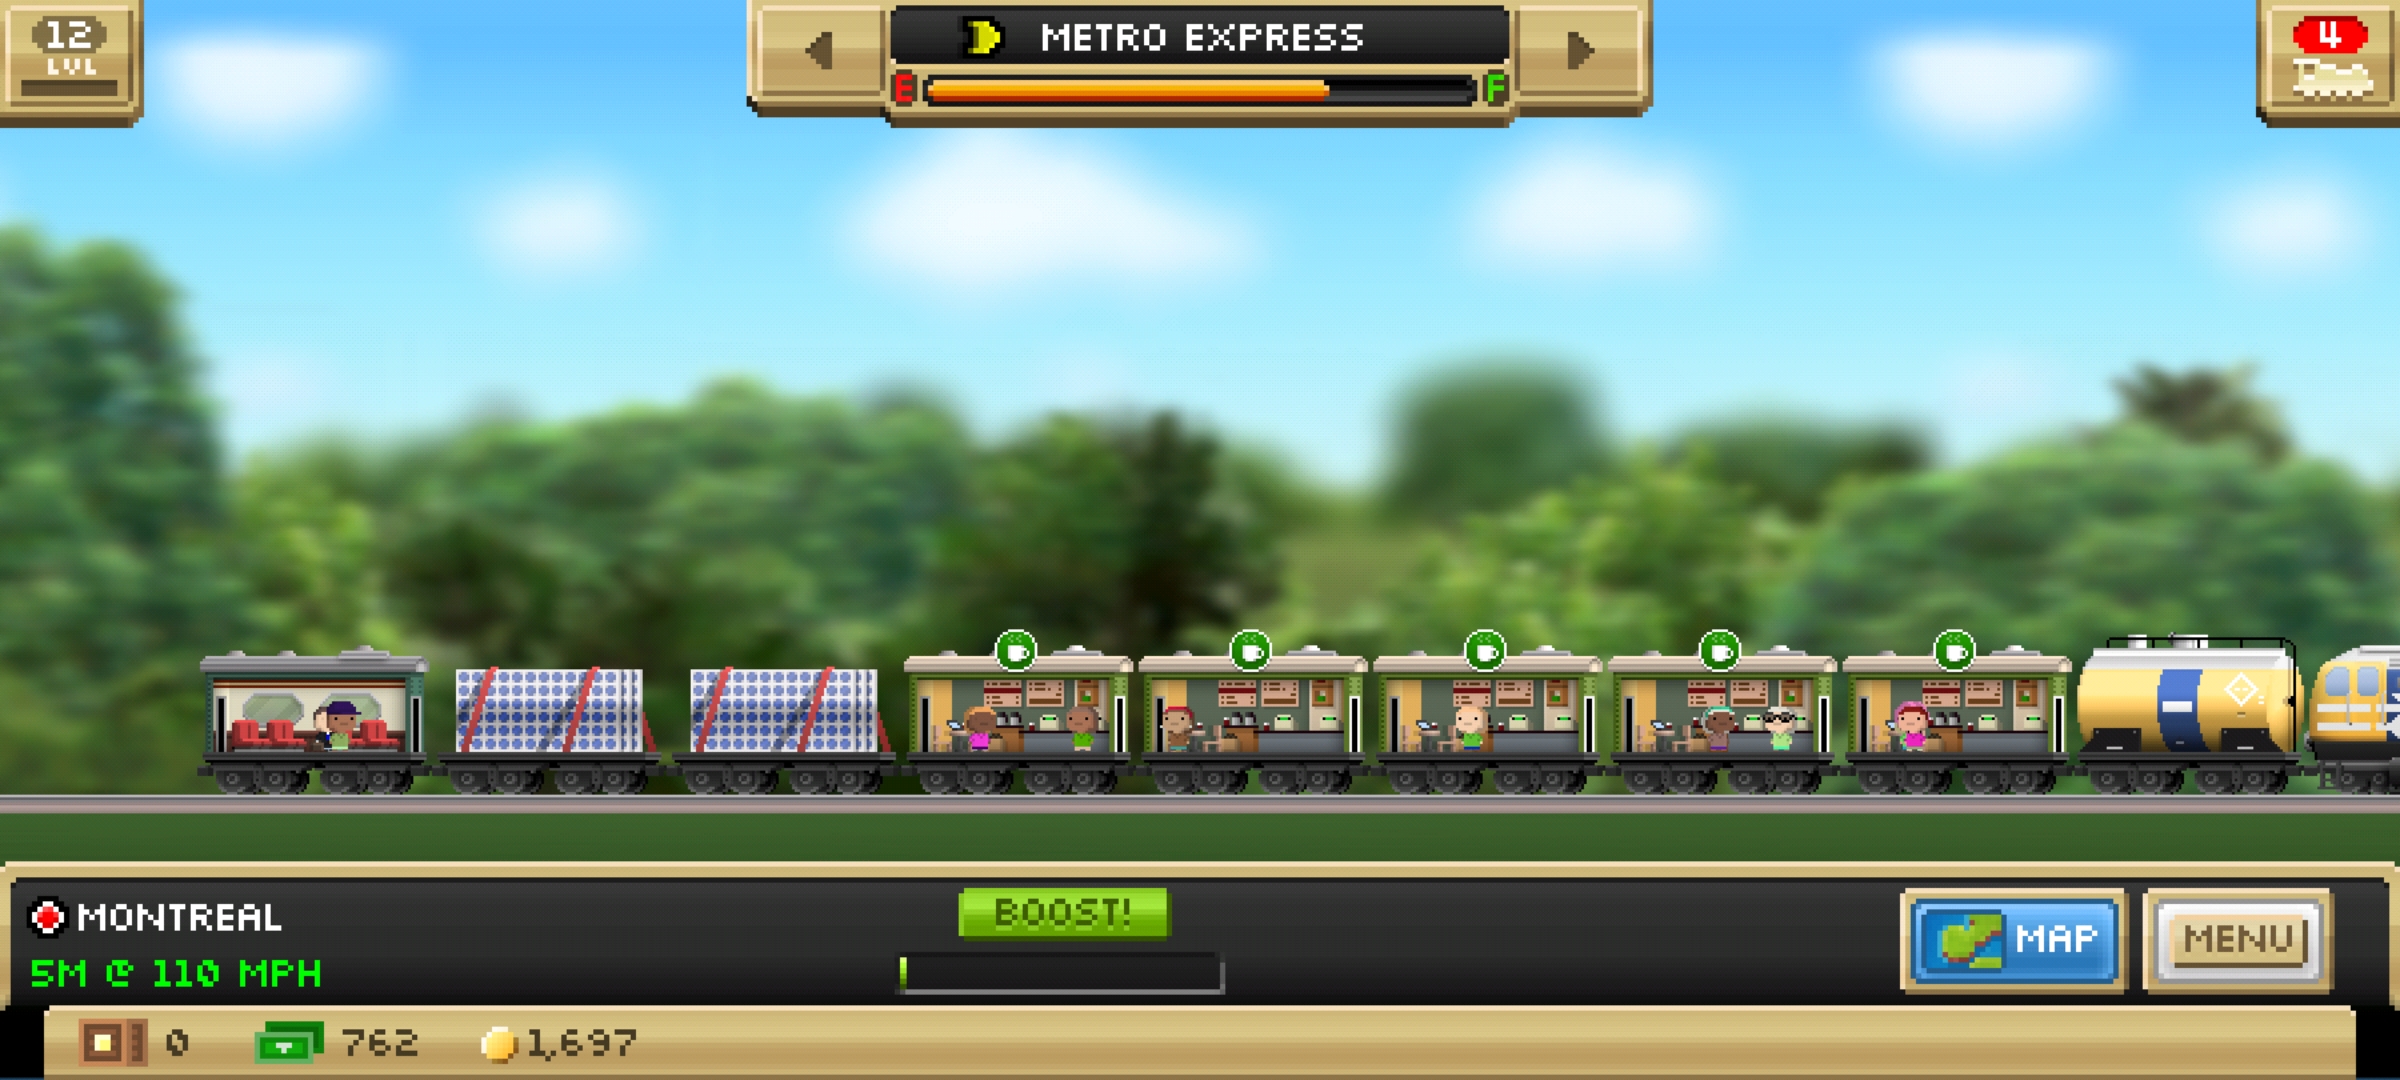 12
LVL
METRO EXPRESS
E F
4
MONTREAL
5M @ 110 MPH
BOOST!
MAP
MENU
0
762
1,697